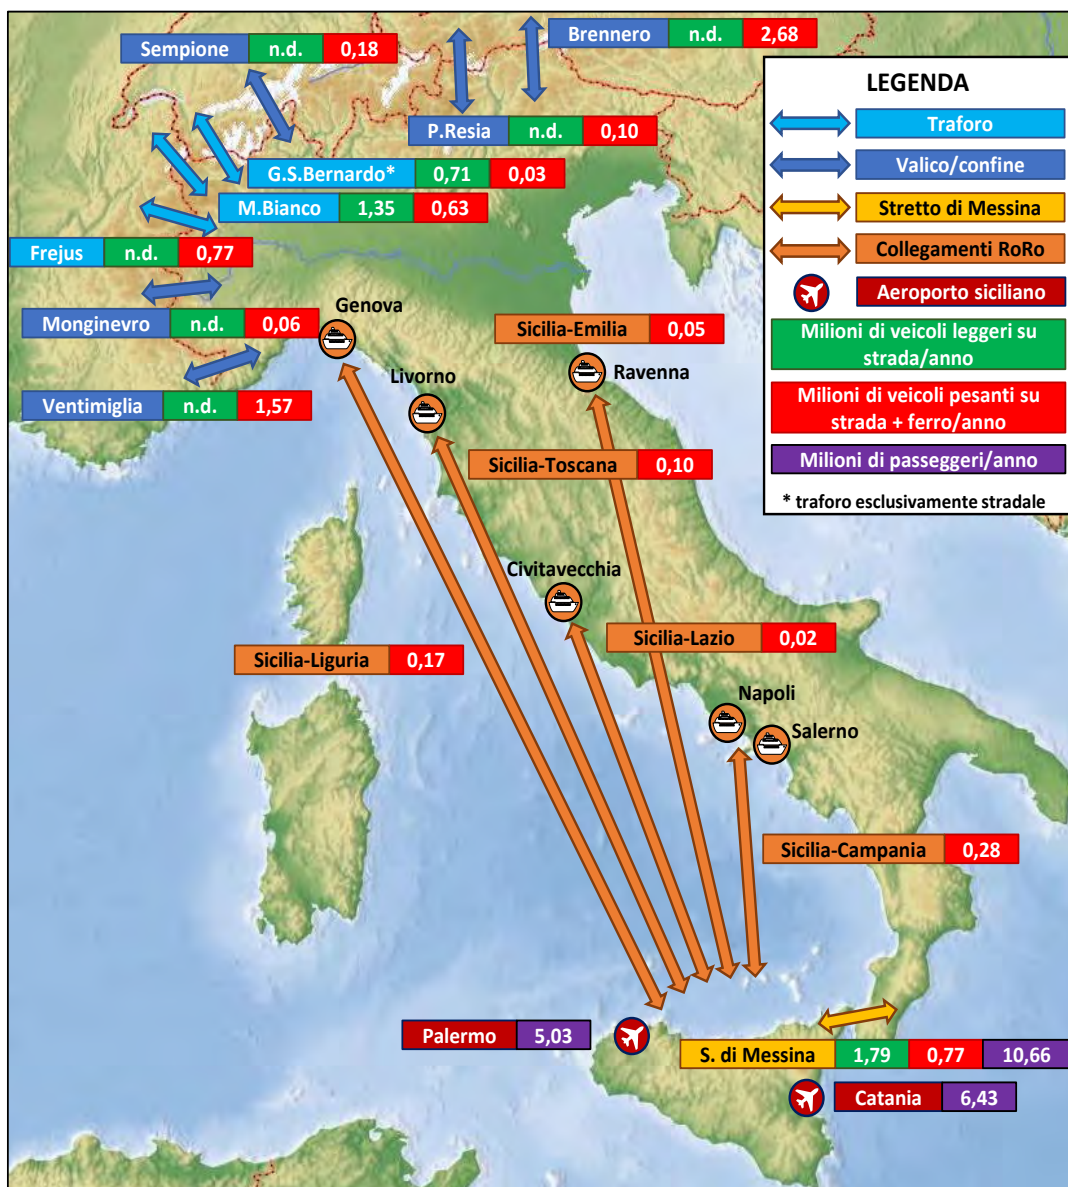 Sempione n.d. 0,18
Brennero n.d. 2,68
P.Resia n.d. 0,10
G.S.Bernardo* 0,71 0,03
M.Bianco 1,35 0,63
Frejus n.d. 0,77
Monginevro n.d. 0,06
Ventimiglia n.d. 1,57
LEGENDA
Traforo
Valico/confine
Stretto di Messina
Collegamenti RoRo
Aeroporto siciliano
Milioni di veicoli leggeri su
strada/anno
Milioni di veicoli pesanti su
strada + ferro/anno
Milioni di passeggeri/anno
* traforo esclusivamente stradale
Genova
Sicilia-Emilia 0,05
Livorno
Ravenna
Sicilia-Toscana 0,10
Civitavecchia
Sicilia-Lazio 0,02
Sicilia-Liguria 0,17
Napoli
Salerno
Sicilia-Campania 0,28
Palermo 5,03
S. di Messina 1,79 0,77 10,66
Catania 6,43